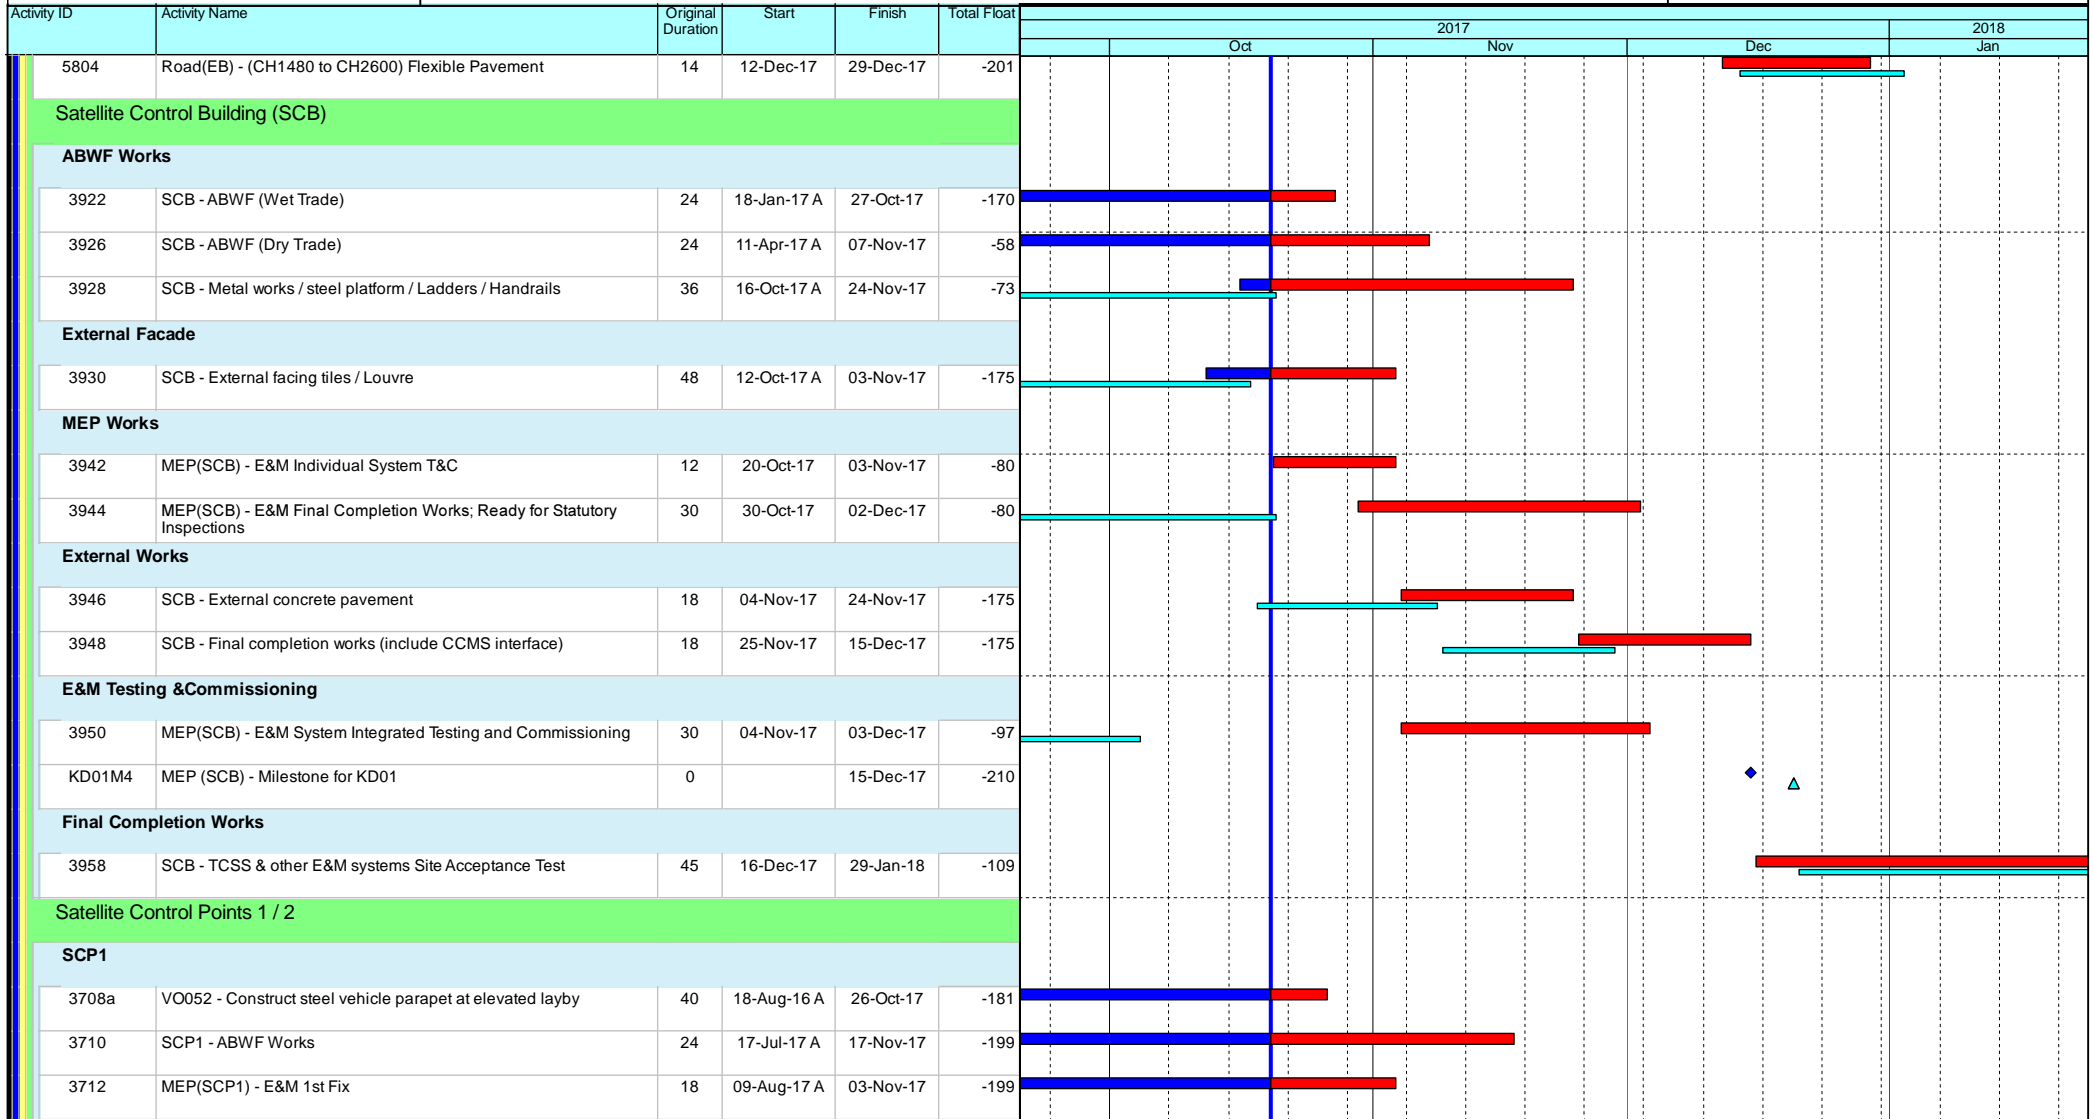 Activity ID Activity Name Original Duration Start Finish Total Float
2017 2018
Oct Nov Dec Jan
5804 Road(EB) - (CH1480 to CH2600) Flexible Pavement 14 12-Dec-17 29-Dec-17 -201
Satellite Control Building (SCB)
ABWF Works
3922 SCB - ABWF (Wet Trade) 24 18-Jan-17 A 27-Oct-17 -170
3926 SCB - ABWF (Dry Trade) 24 11-Apr-17 A 07-Nov-17 -58
3928 SCB - Metal works / steel platform / Ladders / Handrails 36 16-Oct-17 A 24-Nov-17 -73
External Facade
3930 SCB - External facing tiles / Louvre 48 12-Oct-17 A 03-Nov-17 -175
MEP Works
3942 MEP(SCB) - E&M Individual System T&C 12 20-Oct-17 03-Nov-17 -80
3944 MEP(SCB) - E&M Final Completion Works; Ready for Statutory 30 30-Oct-17 02-Dec-17 -80
Inspections
External Works
3946 SCB - External concrete pavement 18 04-Nov-17 24-Nov-17 -175
3948 SCB - Final completion works (include CCMS interface) 18 25-Nov-17 15-Dec-17 -175
E&M Testing &Commissioning
3950 MEP(SCB) - E&M System Integrated Testing and Commissioning 30 04-Nov-17 03-Dec-17 -97
KD01M4 MEP (SCB) - Milestone for KD01 0 15-Dec-17 -210
Final Completion Works
3958 SCB - TCSS & other E&M systems Site Acceptance Test 45 16-Dec-17 29-Jan-18 -109
Satellite Control Points 1 / 2
SCP1
3708a VO052 - Construct steel vehicle parapet at elevated layby 40 18-Aug-16 A 26-Oct-17 -181
3710 SCP1 - ABWF Works 24 17-Jul-17 A 17-Nov-17 -199
3712 MEP(SCP1) - E&M 1st Fix 18 09-Aug-17 A 03-Nov-17 -199